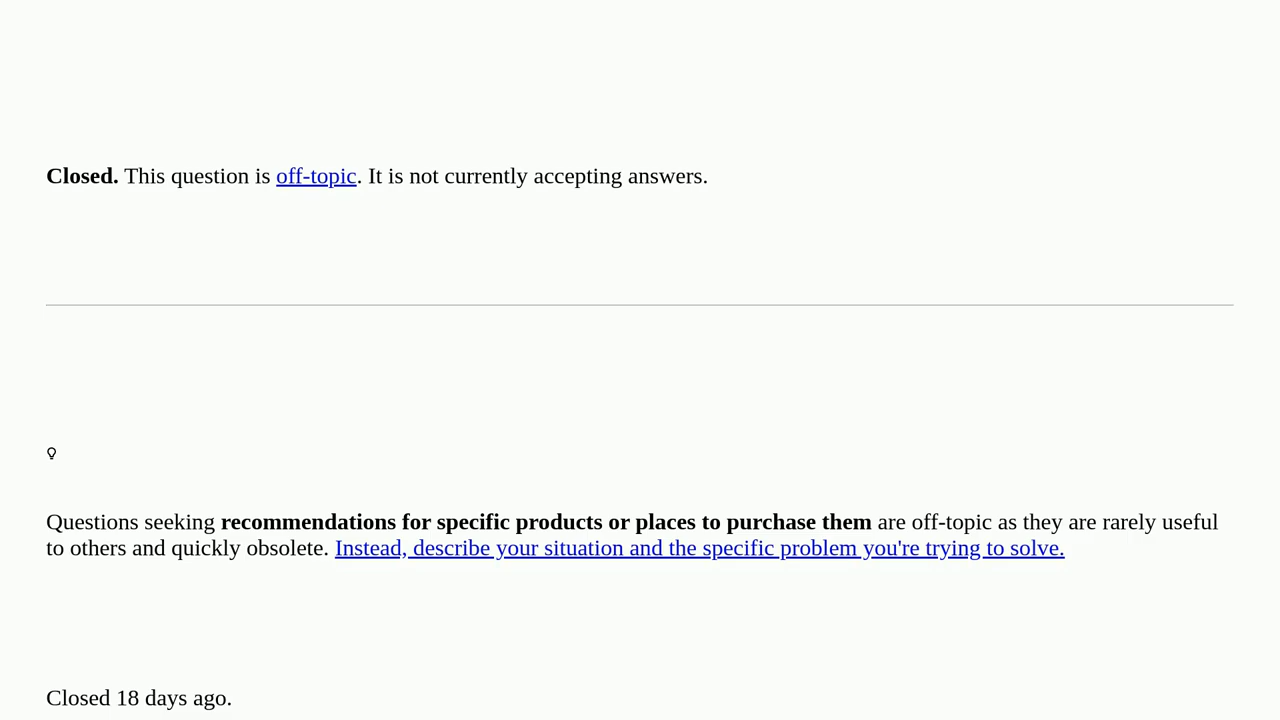 Closed. This question is off-topic. It is not currently accepting answers.
Questions seeking recommendations for specific products or places to purchase them are off-topic as they are rarely useful
to others and quickly obsolete. Instead, describe your situation and the specific problem you're trying to solve.
Closed 18 days ago.